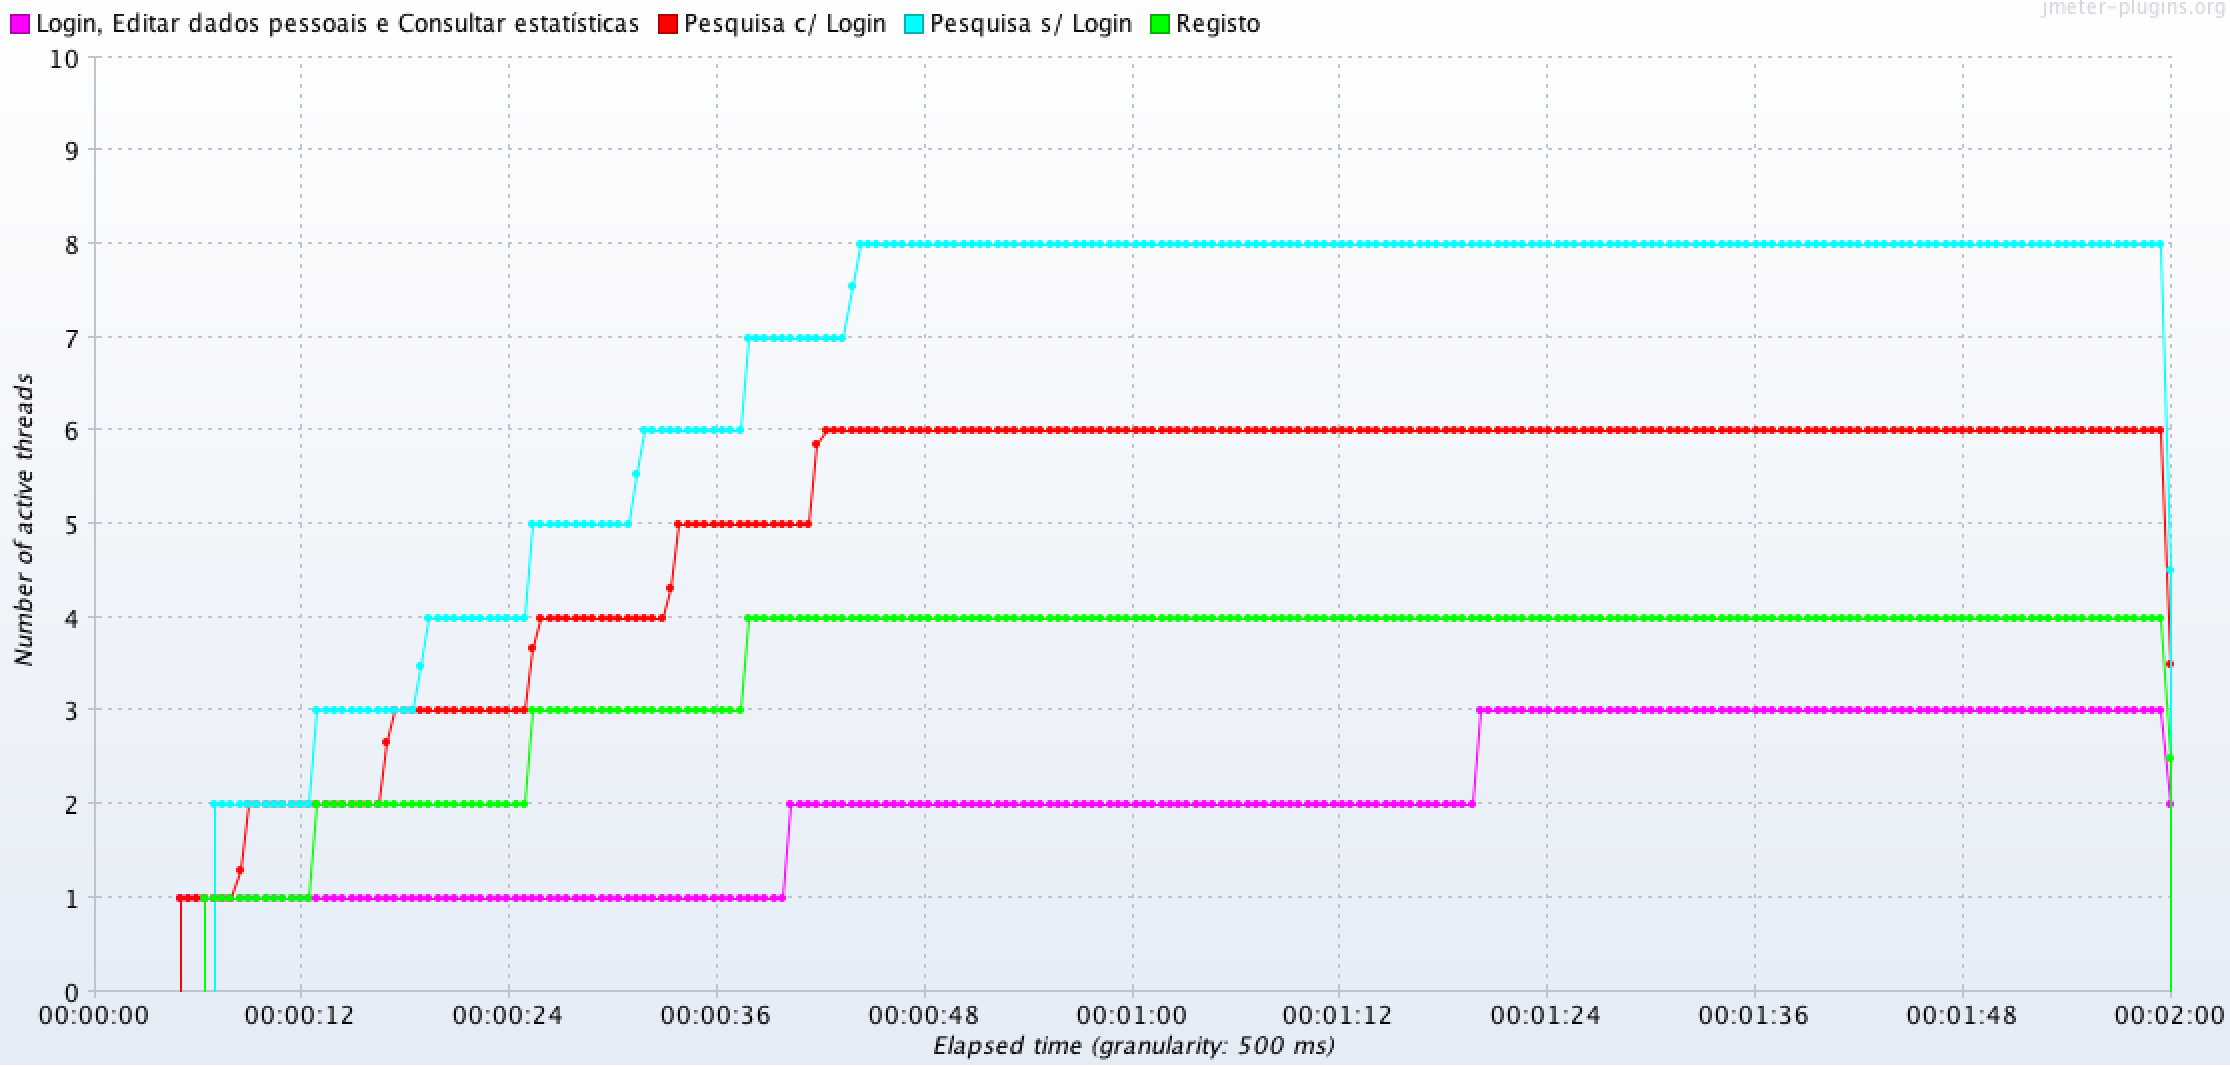 jmeter-plugins.org
Login, Editar dados pessoais e Consultar estatísticas Pesquisa c/ Login Pesquisa s/ Login Registo
10
9
8
7
6
5
4
3
2
1
0
Number of active threads
00:00:00 00:00:12 00:00:24 00:00:36 00:00:48 00:01:00 00:01:12 00:01:24 00:01:36 00:01:48 00:02:00
Elapsed time (granularity: 500 ms)